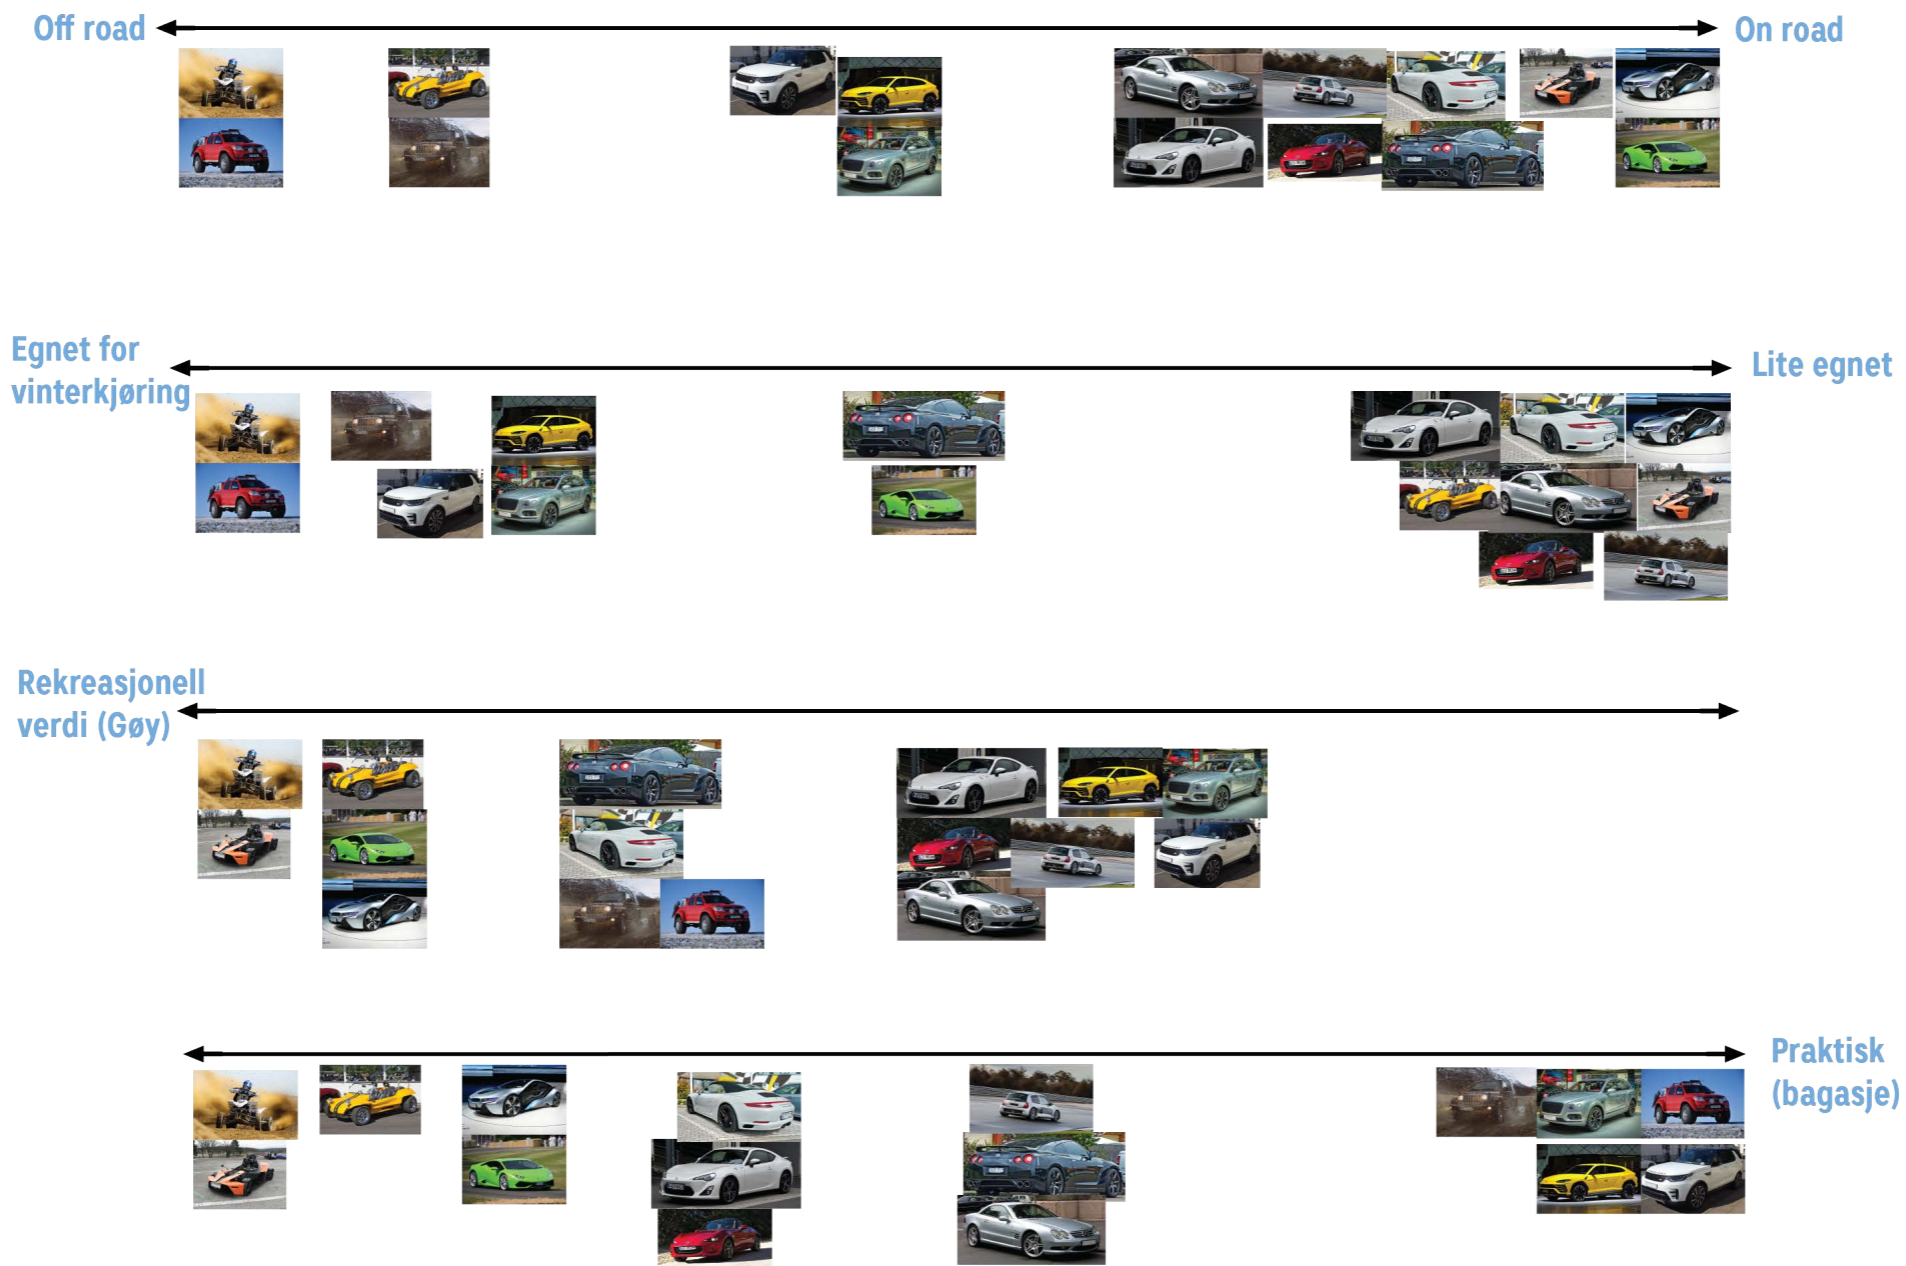 Off road
On road
Egnet for
vinterkjøring
Lite egnet
Rekreasjonell
verdi (Gøy)
Praktisk
(bagasje)